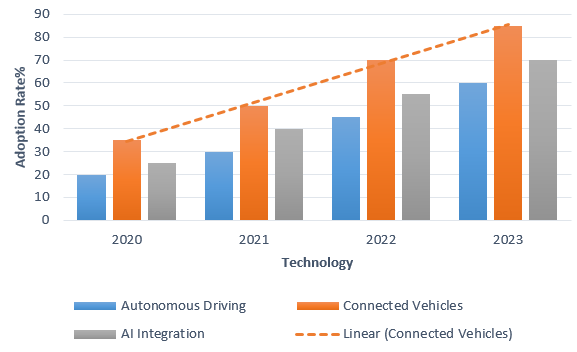 90
80
70
60
50
40
30
20
10
0
Adoption Rate%
2020 2021 2022 2023
Technology
Autonomous Driving Connected Vehicles
AI Integration Linear (Connected Vehicles)